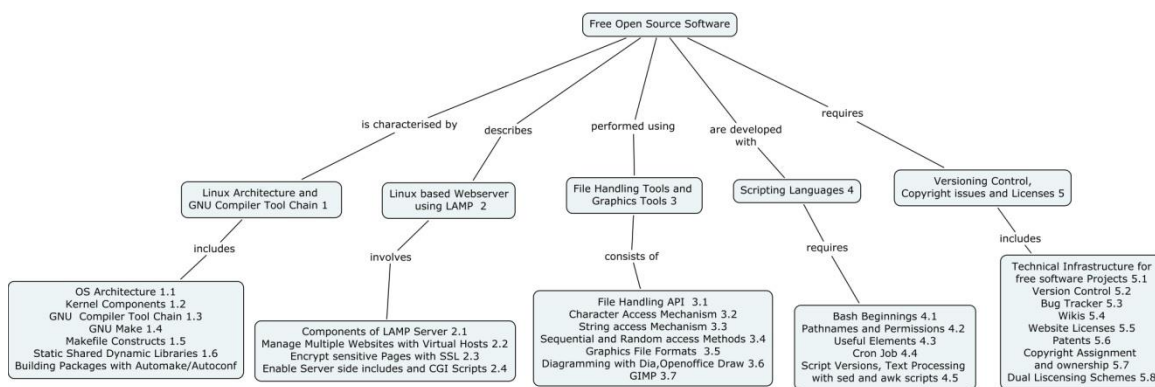 Free Open Source Software
is characterised by
describes
performed using
are developed
with
requires
Linux Architecture and
GNU Compiler Tool Chain 1
Linux based Webserver
using LAMP 2
File Handling Tools and
Graphics Tools 3
Scripting Languages 4
Versioning Control,
Copyright issues and Licenses 5
includes
involves
consists of
requires
includes
OS Architecture 1.1
Kernel Components 1.2
GNU Compiler Tool Chain 1.3
GNU Make 1.4
Makefile Constructs 1.5
Static Shared Dynamic Libraries 1.6
Building Packages with Automake/Autoconf
Components of LAMP Server 2.1
Manage Multiple Websites with Virtual Hosts 2.2
Encrypt sensitive Pages with SSL 2.3
Enable Server side includes and CGI Scripts 2.4
File Handling API 3.1
Character Access Mechanism 3.2
String access Mechanism 3.3
Sequential and Random access Methods 3.4
Graphics File Formats 3.5
Diagramming with Dia,Openoffice Draw 3.6
GIMP 3.7
Bash Beginnings 4.1
Pathnames and Permissions 4.2
Useful Elements 4.3
Cron Job 4.4
Script Versions, Text Processing
with sed and awk scripts 4.5
Technical Infrastructure for
free software Projects 5.1
Version Control 5.2
Bug Tracker 5.3
Wikis 5.4
Website Licenses 5.5
Patents 5.6
Copyright Assignment
and ownership 5.7
Dual Liscensing Schemes 5.8